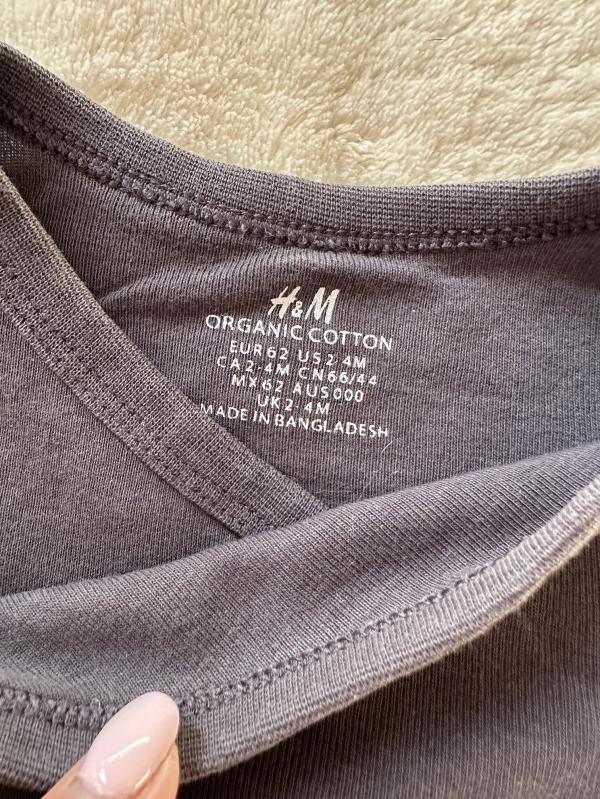 H&M
ORGANIC COTTON
EUR 62 US 2-4M
CA 2-4M CN 66/44
MX 62 AUS 000
UK 2-4M
MADE IN BANGLADESH